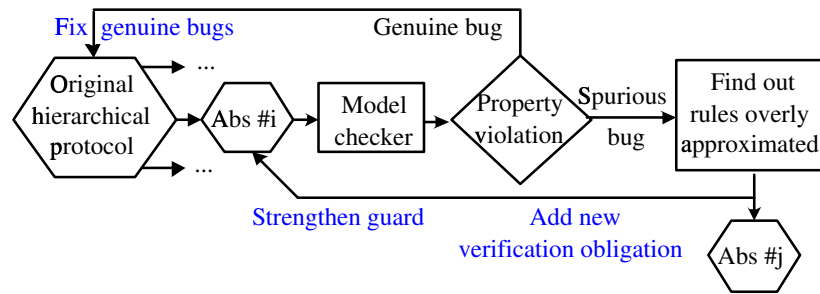 Fix genuine bugs
Genuine bug
...
Original
hierarchical
protocol
Abs #i
Model
checker
Property
violation
Spurious
bug
Find out
rules overly
approximated
...
Strengthen guard
Add new
verification obligation
Abs #j